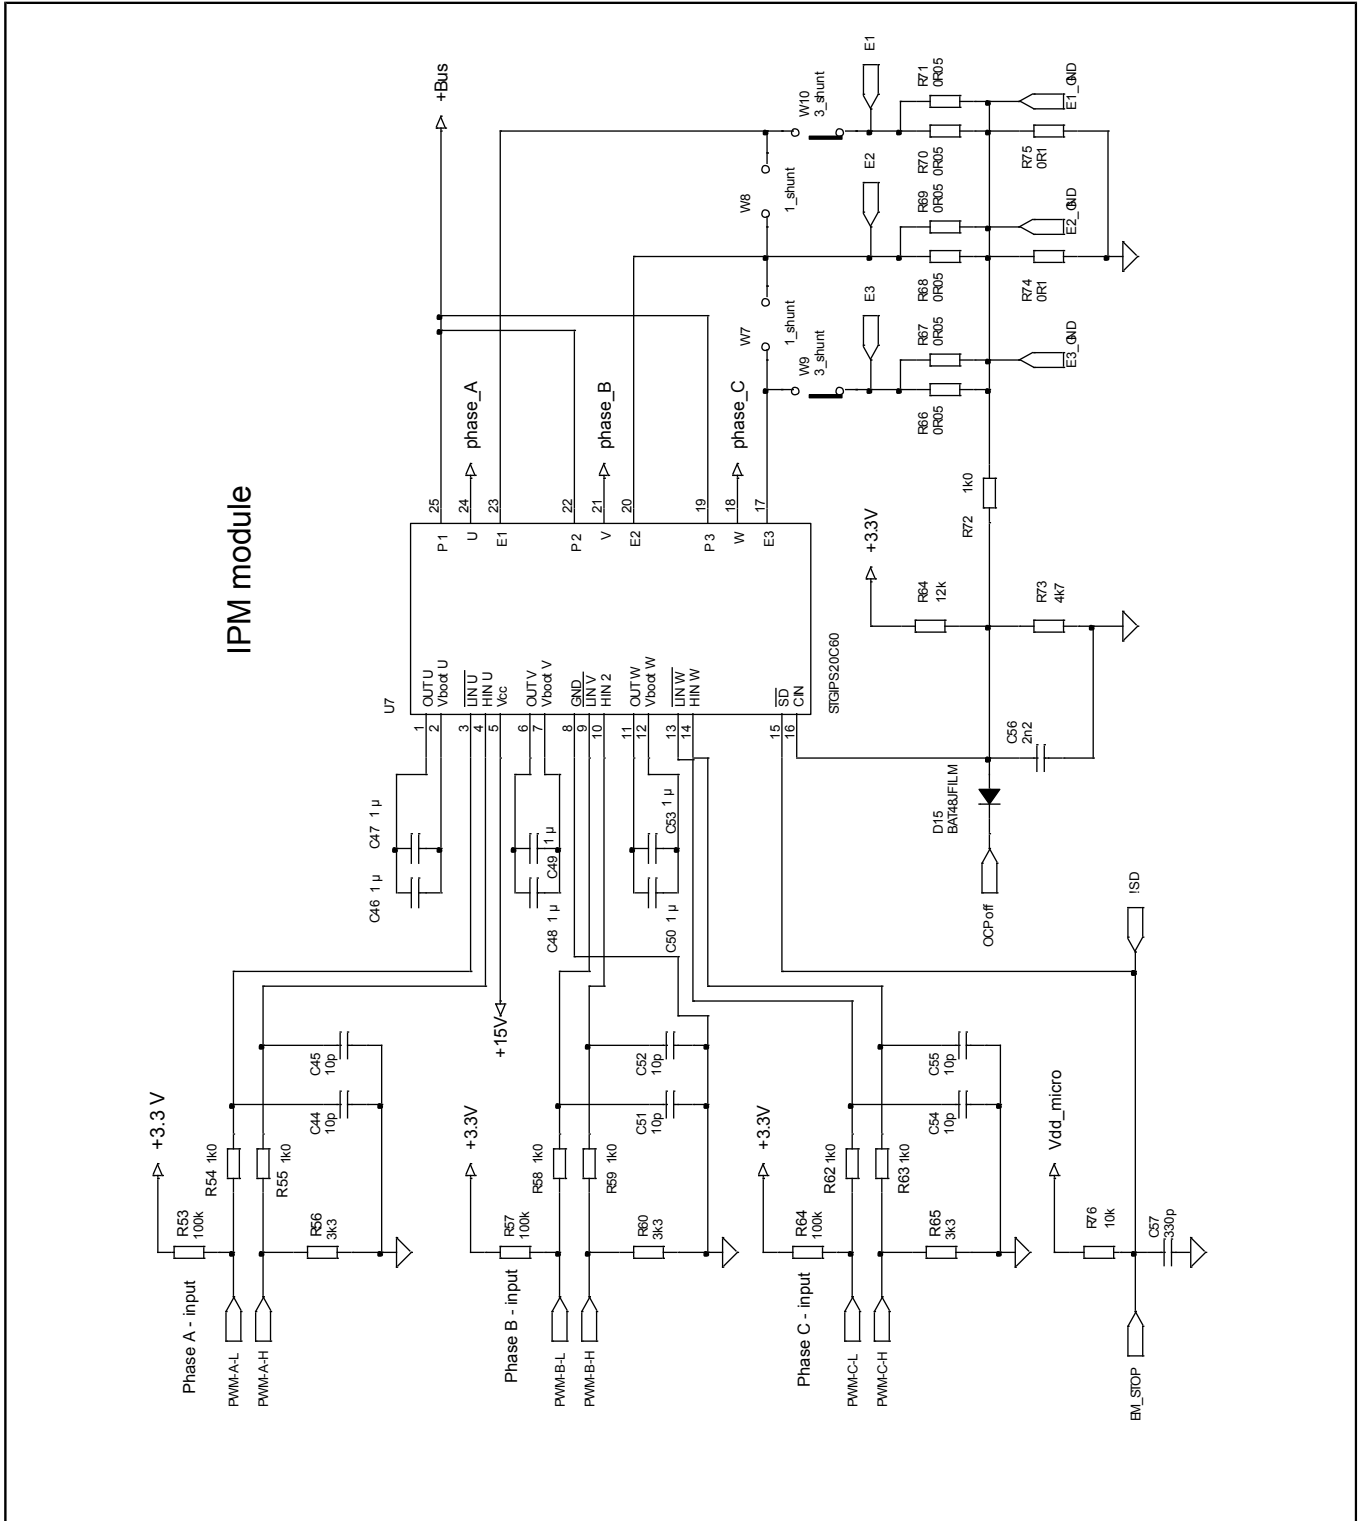 IPM module
Phase A - input
PWM-A-L
PWM-A-H
+3.3 V
R53
100k
R54 1k0
R55 1k0
R56
3k3
C44
10p
C45
10p
+15V
Phase B - input
PWM-B-L
PWM-B-H
+3.3V
R57
100k
R58 1k0
R59 1k0
R60
3k3
C51
10p
C52
10p
Phase C - input
PWM-C-L
PWM-C-H
+3.3V
R64
100k
R62 1k0
R63 1k0
R65
3k3
C54
10p
C55
10p
EM_STOP
Vdd_micro
R76
10k
C57
330p
!SD
C46 1 µ
C47 1 µ
C48 1 µ
C49 1 µ
C50 1 µ
C53 1 µ
U7
STGIPS20C60
1 OUT U
2 Vboot U
3 LIN U
4 HIN U
5 Vcc
6 OUT V
7 Vboot V
8 GND
9 LIN V
10 HIN 2
11 OUT W
12 Vboot W
13 LIN W
14 HIN W
15 SD
16 CIN
P1 25
U 24
E1 23
P2 22
V 21
E2 20
P3 19
W 18
E3 17
+Bus
phase_A
phase_B
phase_C
W10
3_shunt
W8
1_shunt
W7
1_shunt
W9
3_shunt
E1
E2
E3
R71
0R05
R70
0R05
R69
0R05
R68
0R05
R67
0R05
R66
0R05
E1_GND
R75
0R1
E2_GND
R74
0R1
E3_GND
R72
1k0
+3.3V
R64
12k
R73
4k7
C56
2n2
D15
BAT48JFILM
OCPoff